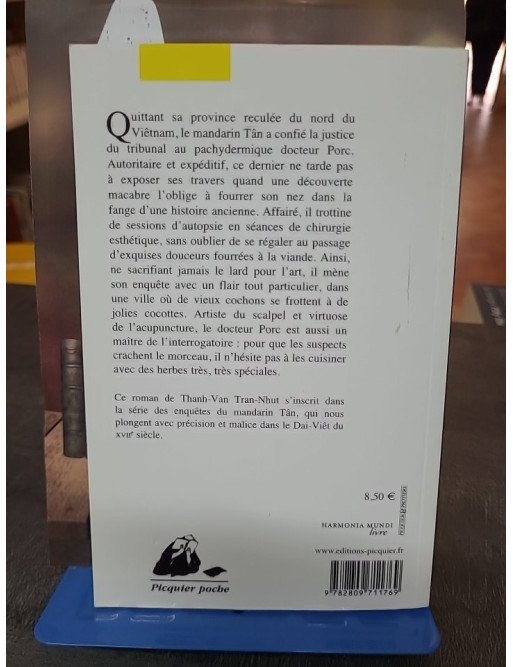 Quittant sa province reculée du nord du
Viêtnam, le mandarin Tân a confié la justice
du tribunal au pachydermique docteur Porc.
Autoritaire et expéditif, ce dernier ne tarde pas
à exposer ses travers quand une découverte
macabre l'oblige à fourrer son nez dans la
fange d'une histoire ancienne. Affairé, il trottine
de sessions d'autopsie en séances de chirurgie
esthétique, sans oublier de se régaler au passage
d'exquises douceurs fourrées à la viande. Ainsi,
ne sacrifiant jamais le lard pour l'art, il mène
son enquête avec un flair tout particulier, dans
une ville où de vieux cochons se frottent à de
jolies cocottes. Artiste du scalpel et virtuose
de l'acupuncture, le docteur Porc est aussi un
maître de l'interrogatoire : pour que les suspects
crachent le morceau, il n'hésite pas à les cuisiner
avec des herbes très, très spéciales.
Ce roman de Thanh-Van Tran-Nhut s'inscrit dans
la série des enquêtes du mandarin Tân, qui nous
plongent avec précision et malice dans le Dai-Viêt du
XVIIe siècle.
8,50 €
HARMONIA MUNDI
livre
www.editions-picquier.fr
Picquier poche
9 782809 711769